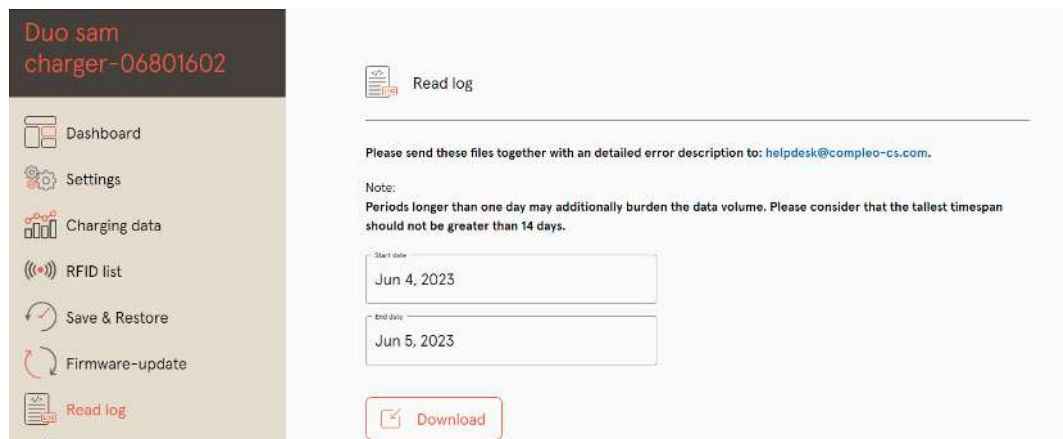 Duo sam
charger-06801602
Dashboard
Settings
Charging data
RFID list
Save & Restore
Firmware-update
Read log
Read log
Please send these files together with an detailed error description to: helpdesk@compleo-cs.com.
Note:
Periods longer than one day may additionally burden the data volume. Please consider that the tallest timespan
should not be greater than 14 days.
Start date
Jun 4, 2023
End date
Jun 5, 2023
Download